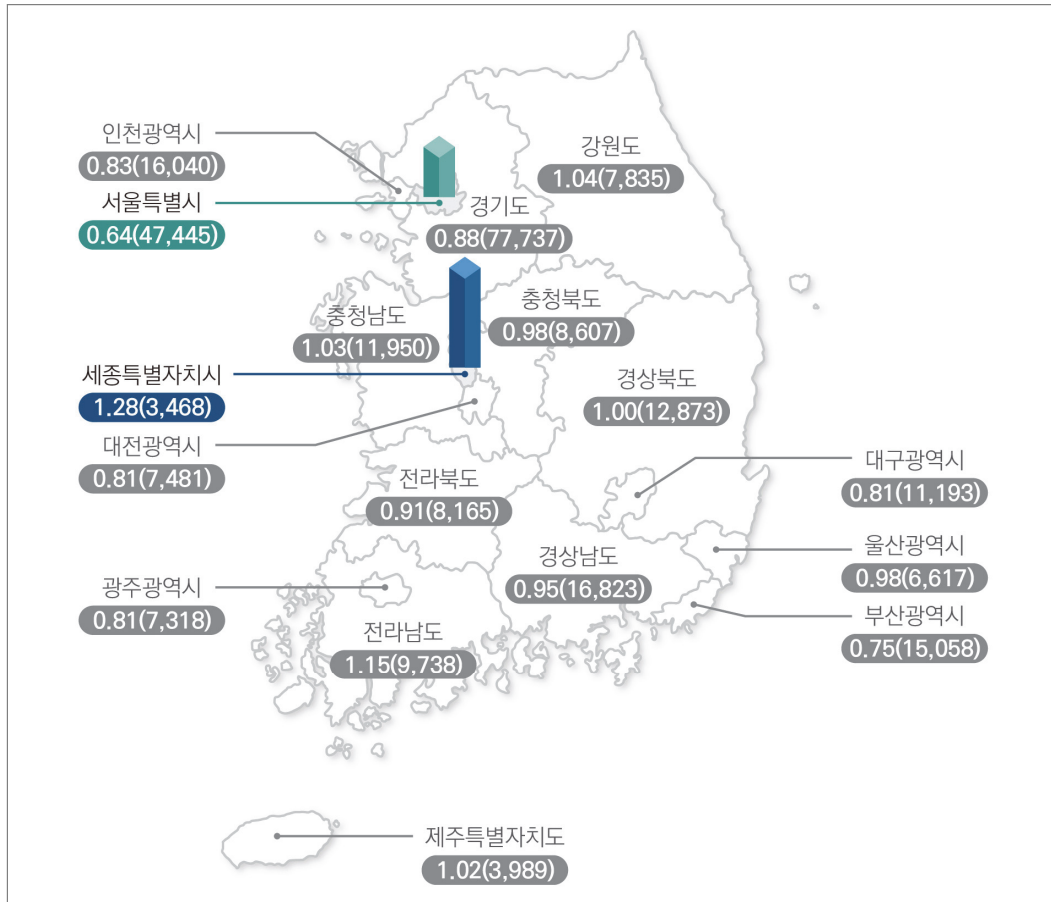 인천광역시
0.83(16,040)
서울특별시
0.64(47,445)
강원도
1.04(7,835)
경기도
0.88(77,737)
충청남도
1.03(11,950)
충청북도
0.98(8,607)
세종특별자치시
1.28(3,468)
경상북도
1.00(12,873)
대전광역시
0.81(7,481)
대구광역시
0.81(11,193)
전라북도
0.91(8,165)
울산광역시
0.98(6,617)
경상남도
0.95(16,823)
광주광역시
0.81(7,318)
부산광역시
0.75(15,058)
전라남도
1.15(9,738)
제주특별자치도
1.02(3,989)